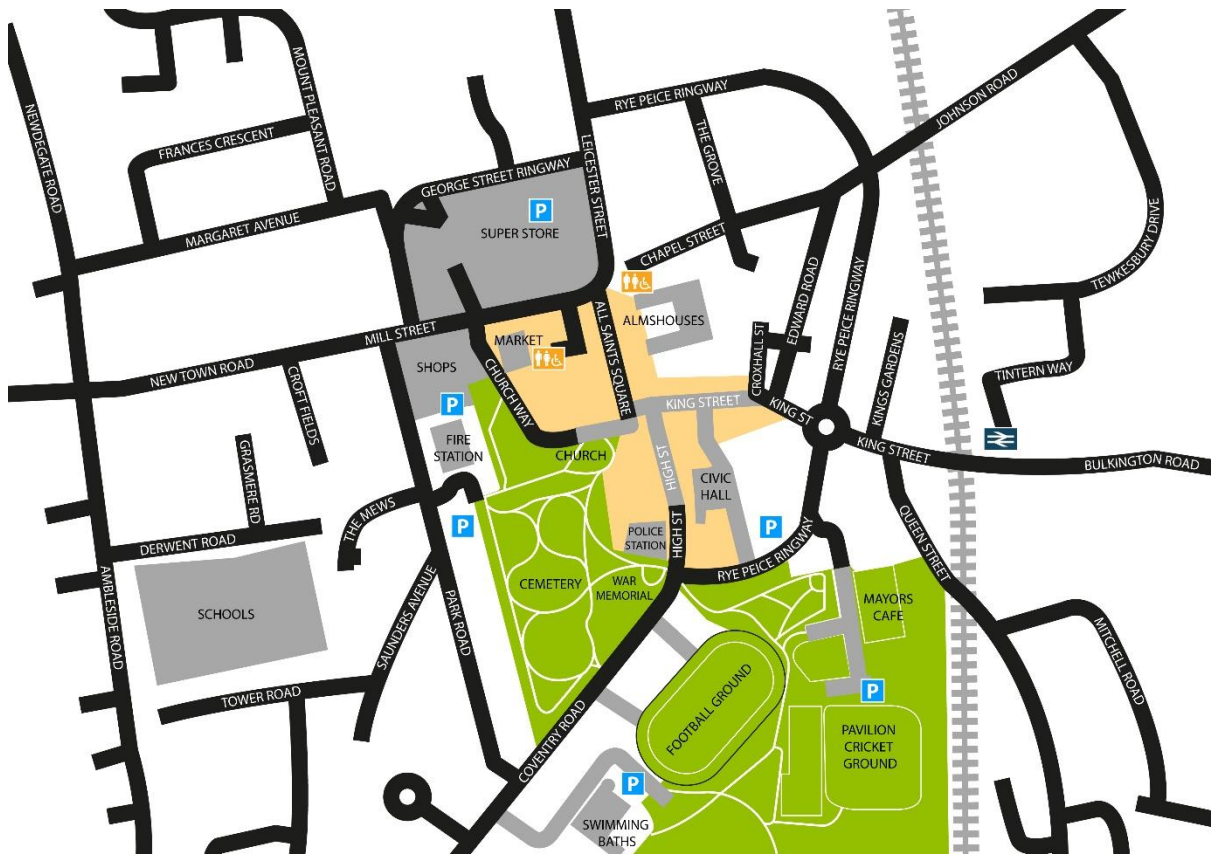 NEWDEGATE ROAD
MOUNT PLEASANT ROAD
FRANCES CRESCENT
MARGARET AVENUE
GEORGE STREET RINGWAY
LEICESTER STREET
P
SUPER STORE
RYE PEICE RINGWAY
THE GROVE
JOHNSON ROAD
CHAPEL STREET
TEWKESBURY DRIVE
EDWARD ROAD
RYE PEICE RINGWAY
ALMSHOUSES
ALL SAINTS SQUARE
MILL STREET
MARKET
SHOPS
CHURCH WAY
NEW TOWN ROAD
CROFT FIELDS
KING STREET
CROXHALL ST
KING ST
KINGS GARDENS
TINTERN WAY
KING STREET
BULKINGTON ROAD
P
FIRE
STATION
CHURCH
HIGH ST
CIVIC
HALL
GRASMERE RD
THE MEWS
P
P
DERWENT ROAD
POLICE
STATION
HIGH ST
RYE PEICE RINGWAY
QUEEN STREET
AMBLESIDE ROAD
SCHOOLS
SAUNDERS AVENUE
PARK ROAD
CEMETERY
WAR
MEMORIAL
MAYORS
CAFE
MITCHELL ROAD
TOWER ROAD
COVENTRY ROAD
FOOTBALL GROUND
P
PAVILION
CRICKET
GROUND
P
SWIMMING
BATHS